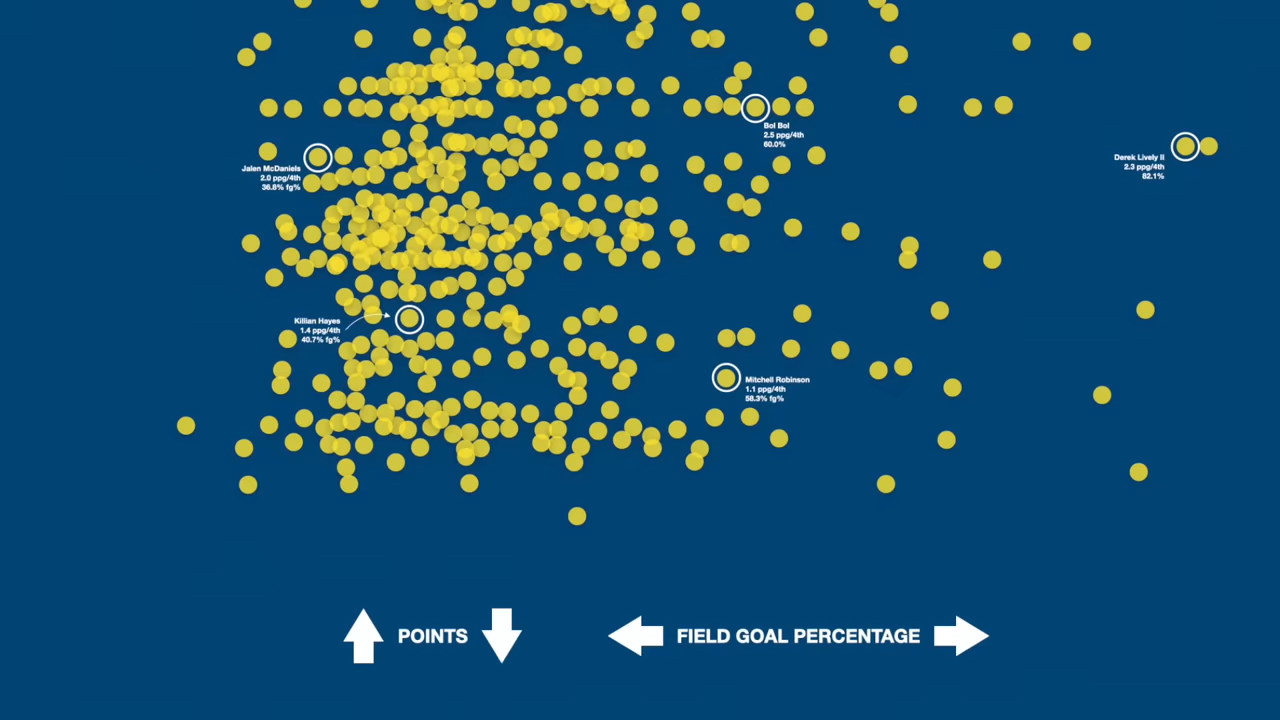 Bol Bol
2.5 ppg/4th
60.0%
Derek Lively II
2.3 ppg/4th
82.1%
Jalen McDaniels
2.0 ppg/4th
36.8% fg%
Killian Hayes
1.4 ppg/4th
40.7% fg%
Mitchell Robinson
1.1 ppg/4th
58.3% fg%
POINTS
FIELD GOAL PERCENTAGE